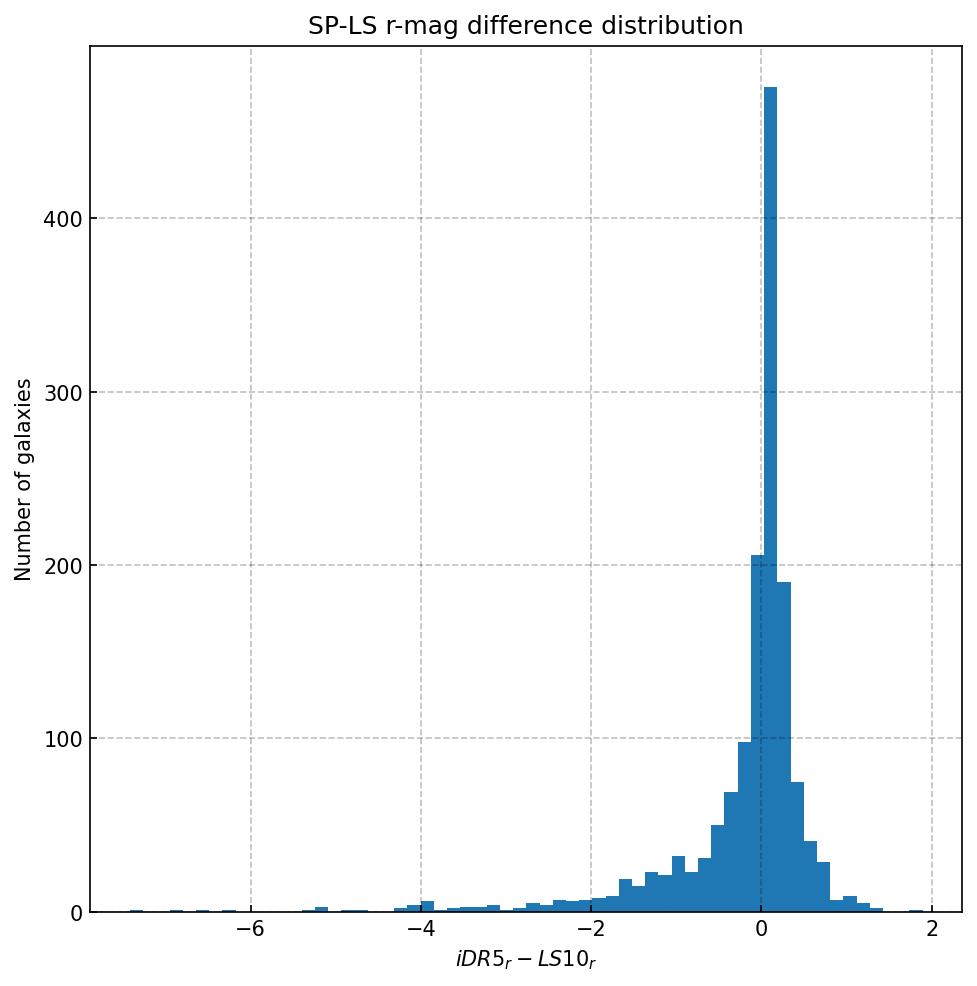 SP-LS r-mag difference distribution
Number of galaxies
400
300
200
100
0
−6 −4 −2 0 2
iDR5r − LS10r